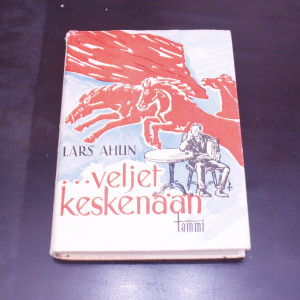 LARS AHLIN
...veljet
keskenään
tammi